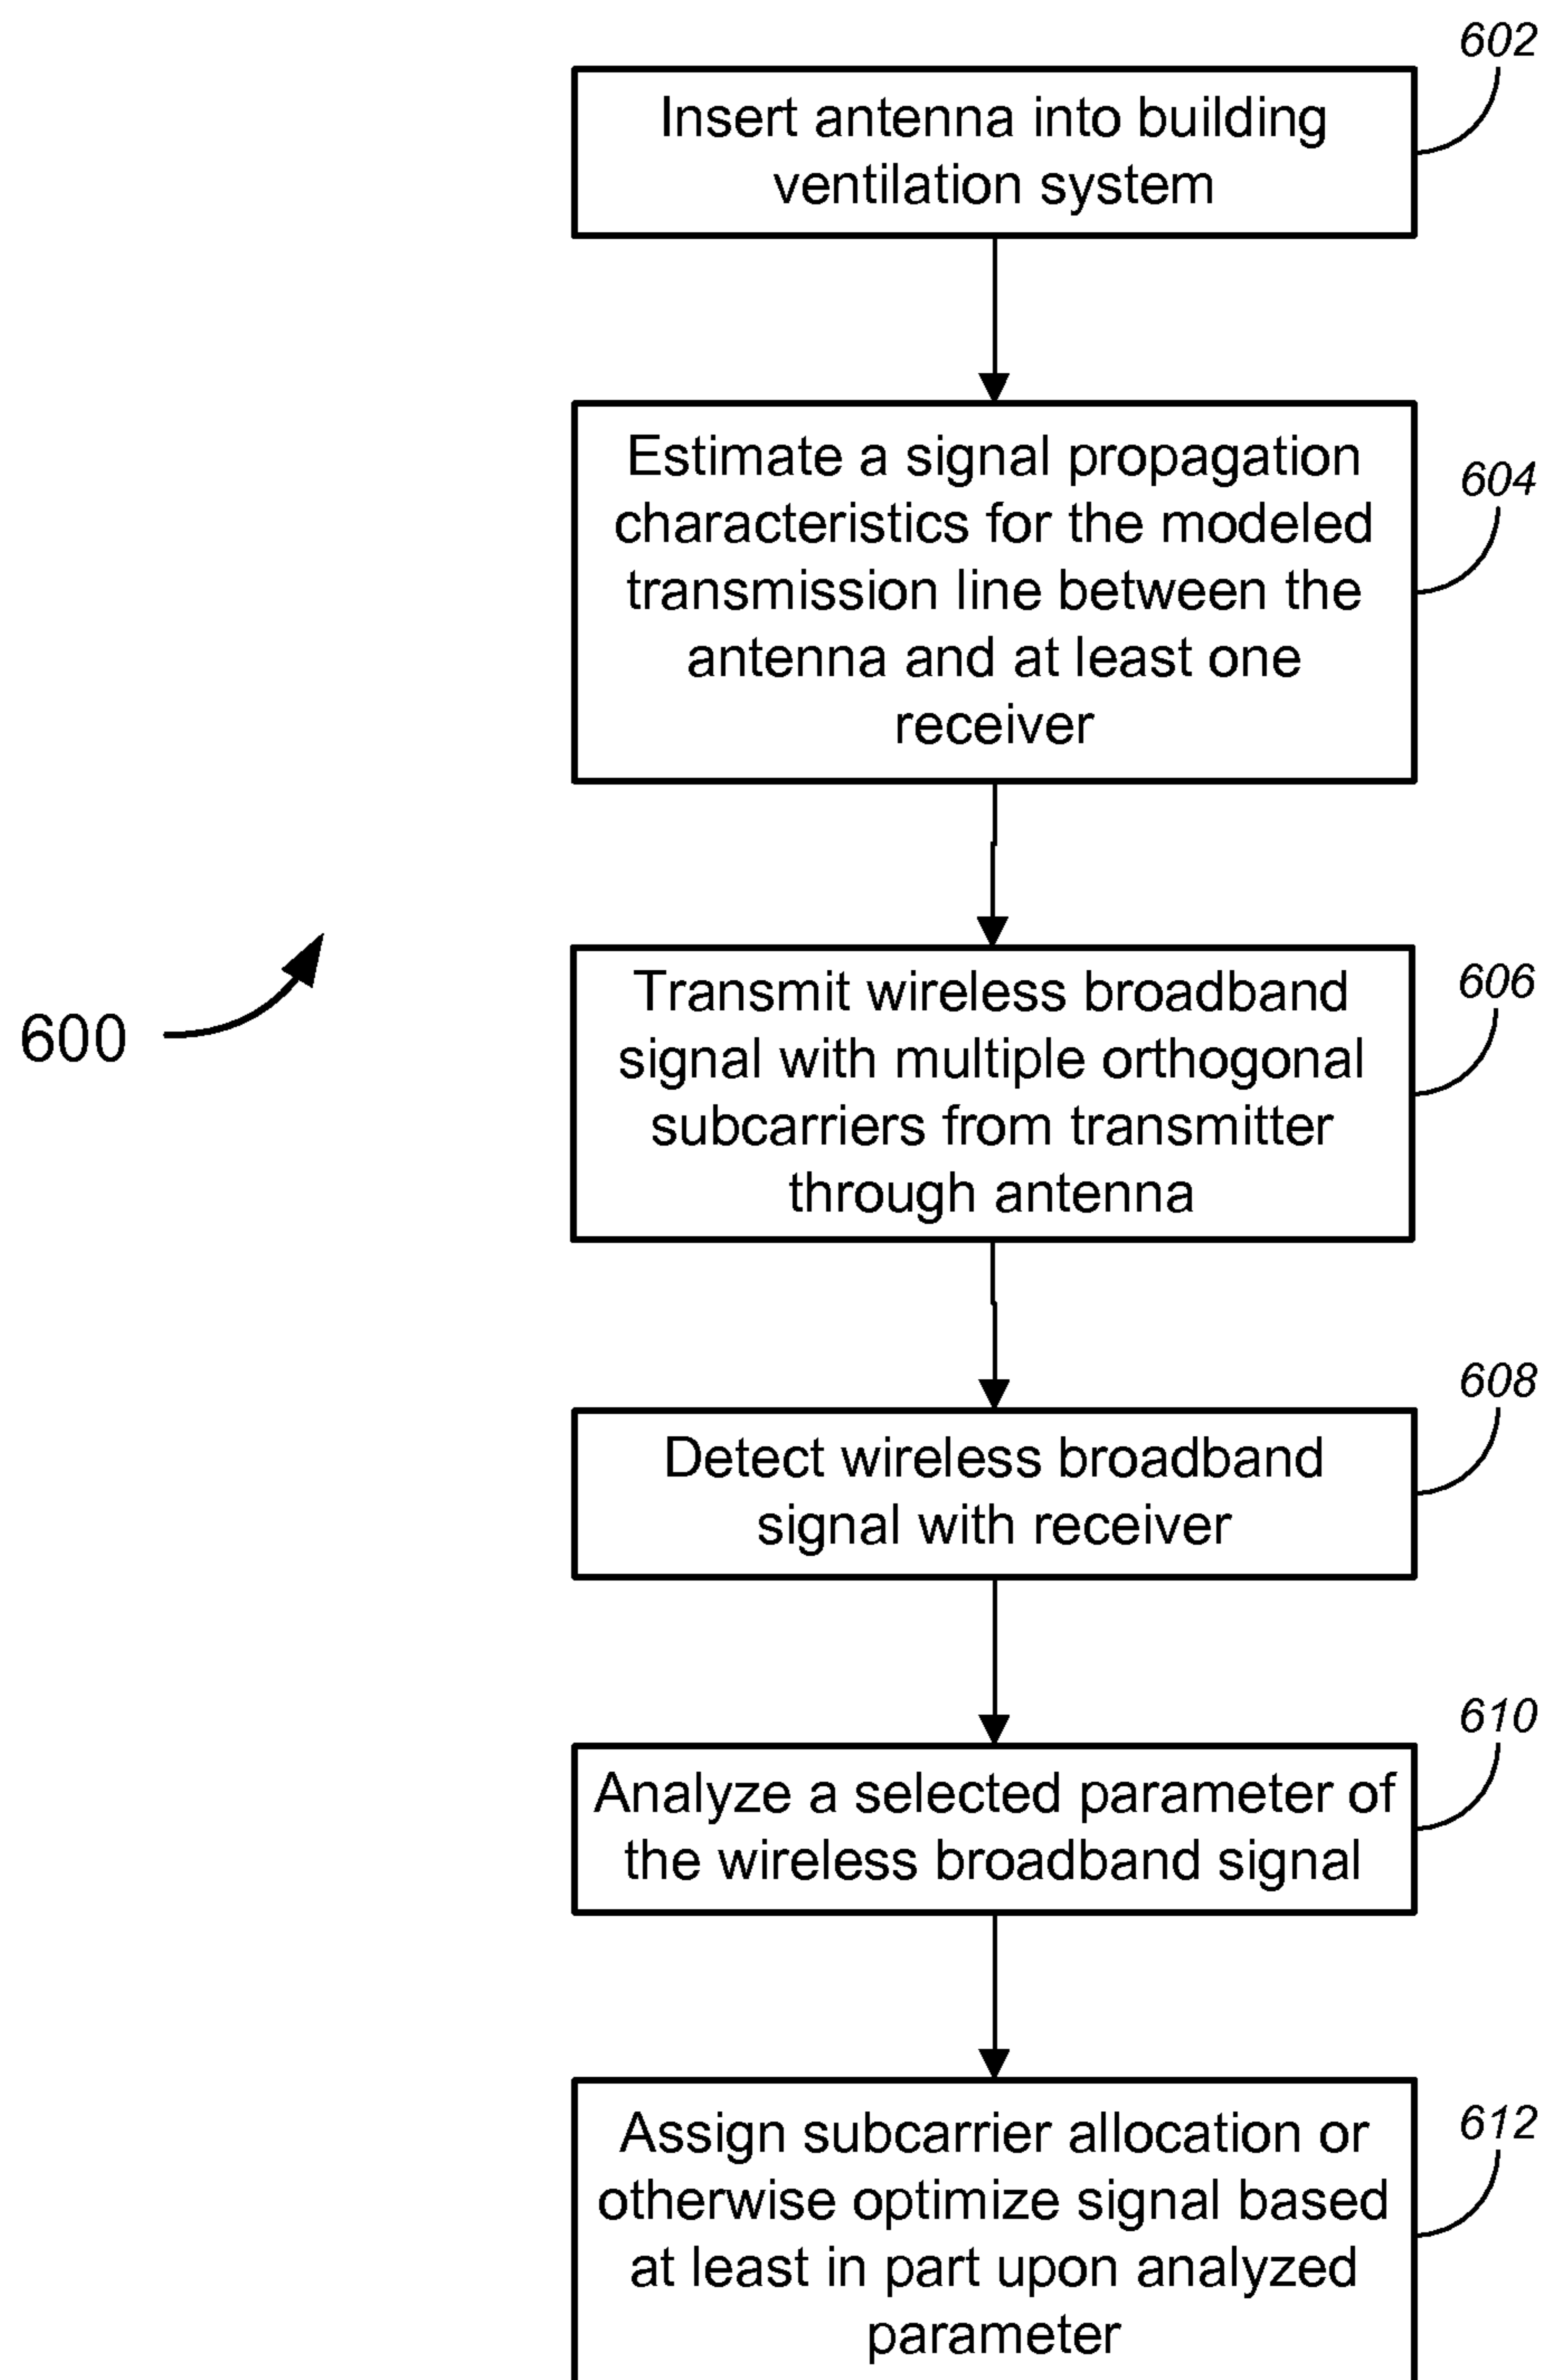 602
Insert antenna into building
ventilation system
Estimate a signal propagation
characteristics for the modeled
transmission line between the
antenna and at least one
receiver
604
600
Transmit wireless broadband
signal with multiple orthogonal
subcarriers from transmitter
through antenna
606
608
Detect wireless broadband
signal with receiver
610
Analyze a selected parameter of
the wireless broadband signal
612
Assign subcarrier allocation or
otherwise optimize signal based
at least in part upon analyzed
parameter